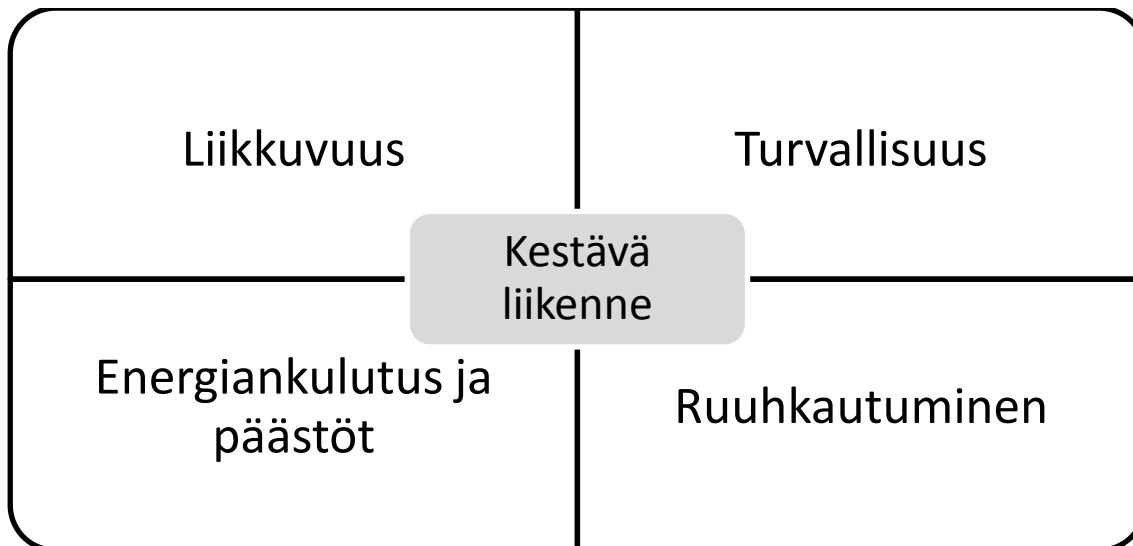 Liikkuvuus
Turvallisuus
Kestävä
liikenne
Energiankulutus ja
päästöt
Ruuhkautuminen